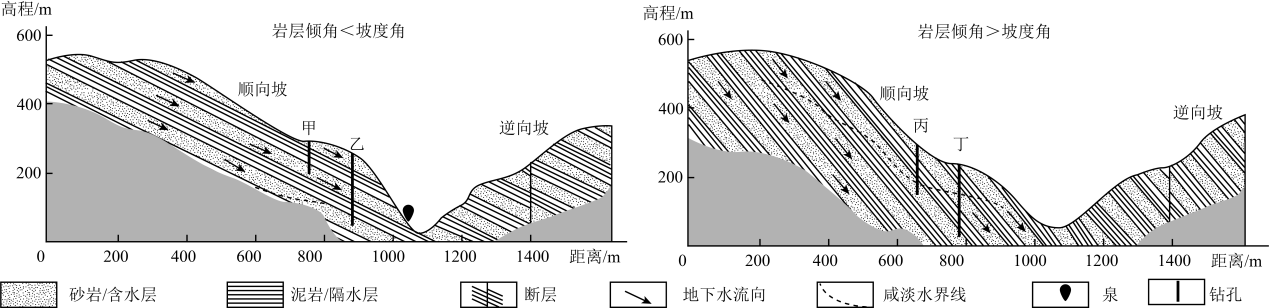 高程/m
岩层倾角＜坡度角
600
400
200
顺向坡
甲
乙
逆向坡
0
200
400
600
800
1000
1200
1400
距离/m
高程/m
岩层倾角＞坡度角
600
400
200
顺向坡
丙
丁
逆向坡
0
200
400
600
800
1000
1200
1400
距离/m
砂岩/含水层
泥岩/隔水层
断层
地下水流向
咸淡水界线
泉
钻孔